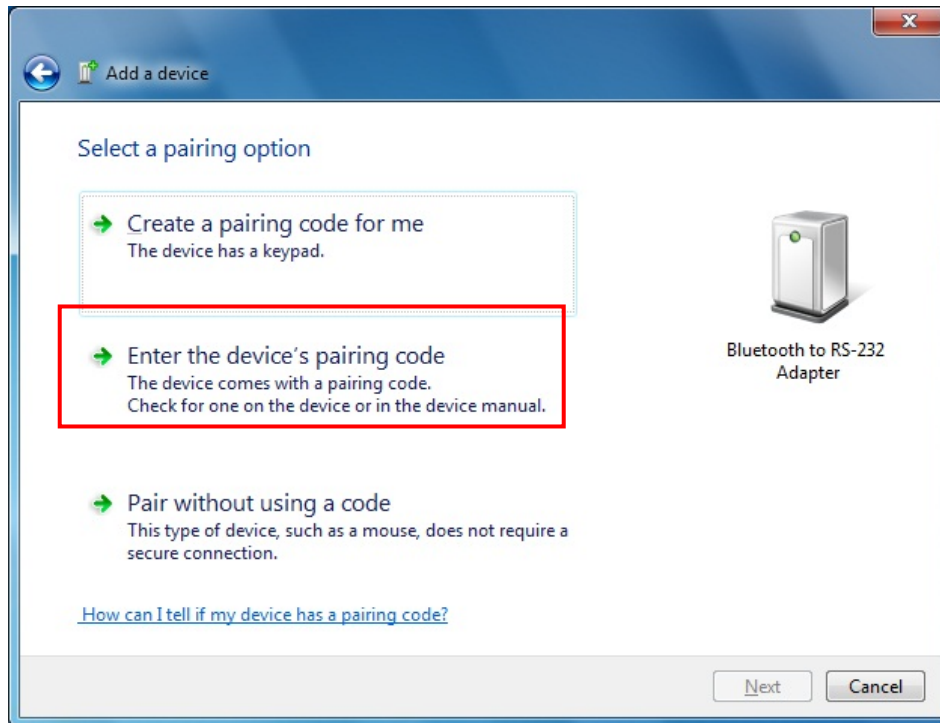 Add a device
Select a pairing option
Create a pairing code for me
The device has a keypad.
Enter the device's pairing code
The device comes with a pairing code.
Check for one on the device or in the device manual.
Bluetooth to RS-232
Adapter
Pair without using a code
This type of device, such as a mouse, does not require a
secure connection.
How can I tell if my device has a pairing code?
Next
Cancel